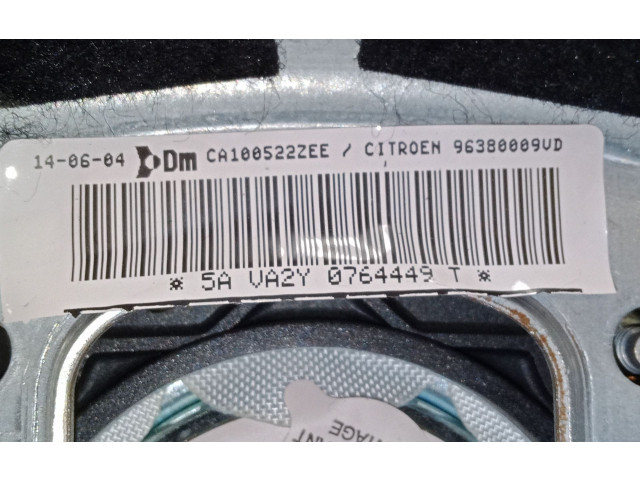 14-06-04 Dm CA100522ZEE / CITROEN 96380009VD
* 5A VA2Y 0764449 T *